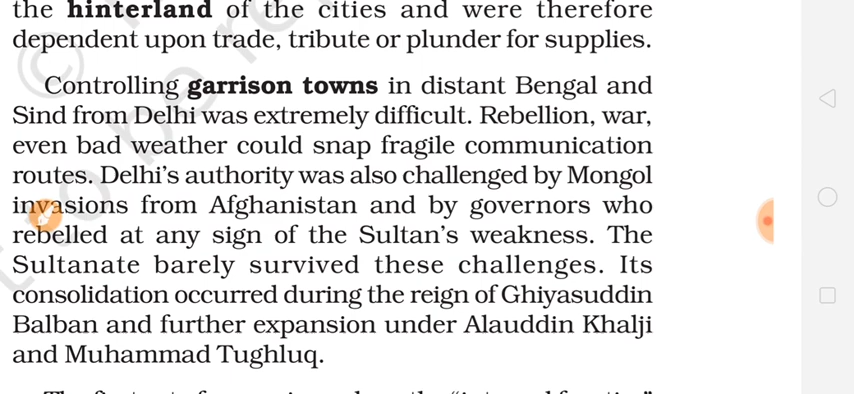 the hinterland of the cities and were therefore
dependent upon trade, tribute or plunder for supplies.
Controlling garrison towns in distant Bengal and
Sind from Delhi was extremely difficult. Rebellion, war,
even bad weather could snap fragile communication
routes. Delhi's authority was also challenged by Mongol
invasions from Afghanistan and by governors who
rebelled at any sign of the Sultan's weakness. The
Sultanate barely survived these challenges. Its
consolidation occurred during the reign of Ghiyasuddin
Balban and further expansion under Alauddin Khalji
and Muhammad Tughluq.